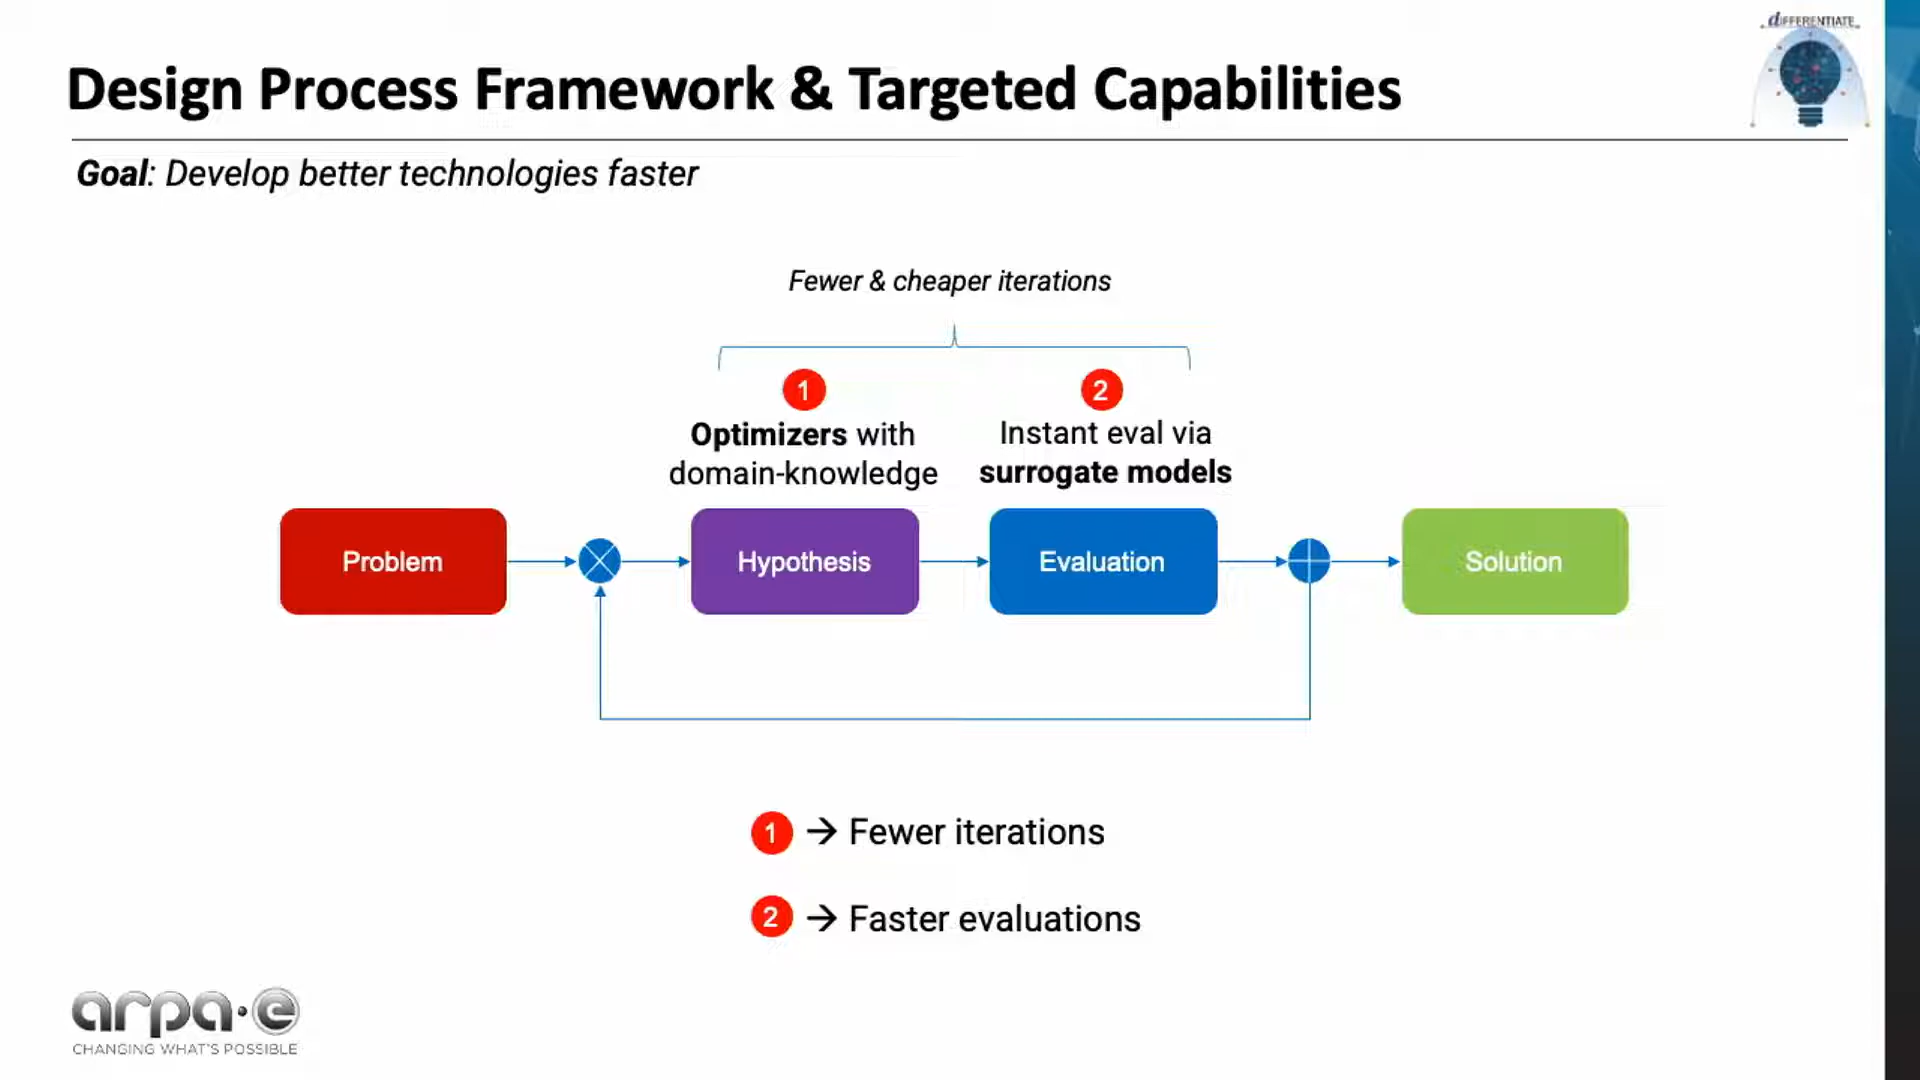 dIFFERENTIATE
Design Process Framework & Targeted Capabilities
Goal: Develop better technologies faster
Fewer & cheaper iterations
1
Optimizers with
domain-knowledge
2
Instant eval via
surrogate models
Problem
Hypothesis
Evaluation
Solution
1 → Fewer iterations
2 → Faster evaluations
arpa·e
CHANGING WHAT'S POSSIBLE